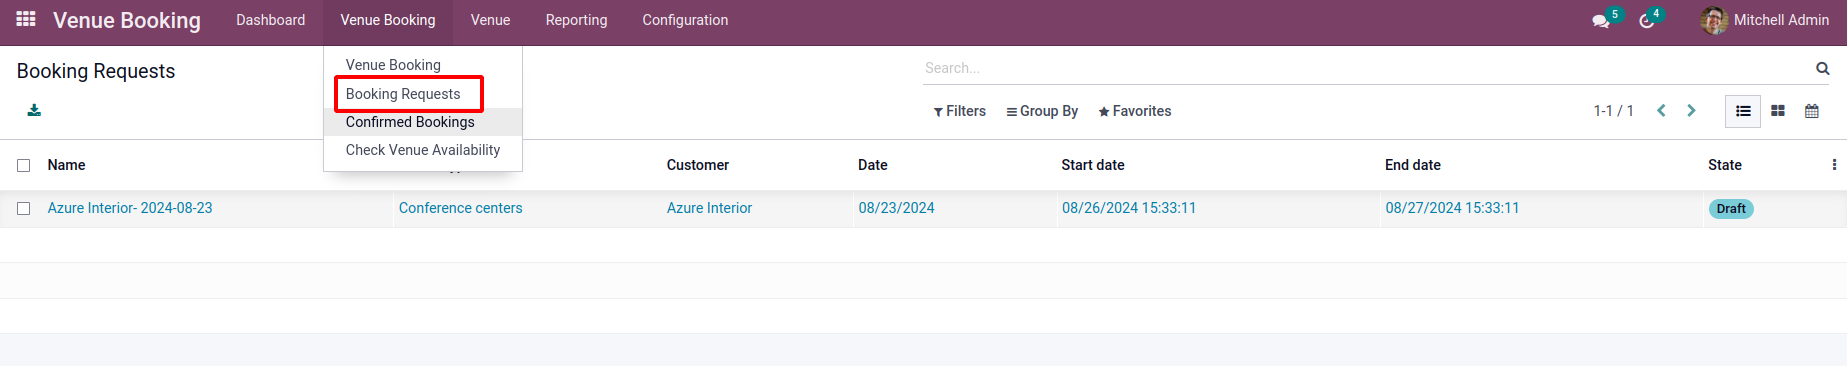 Venue Booking Dashboard Venue Booking Venue Reporting Configuration 5 4 Mitchell Admin
Booking Requests
Search...
Venue Booking
Booking Requests
Confirmed Bookings
Check Venue Availability
Filters Group By Favorites 1-1 / 1
Name Customer Date Start date End date State
Azure Interior- 2024-08-23 Conference centers Azure Interior 08/23/2024 08/26/2024 15:33:11 08/27/2024 15:33:11 Draft